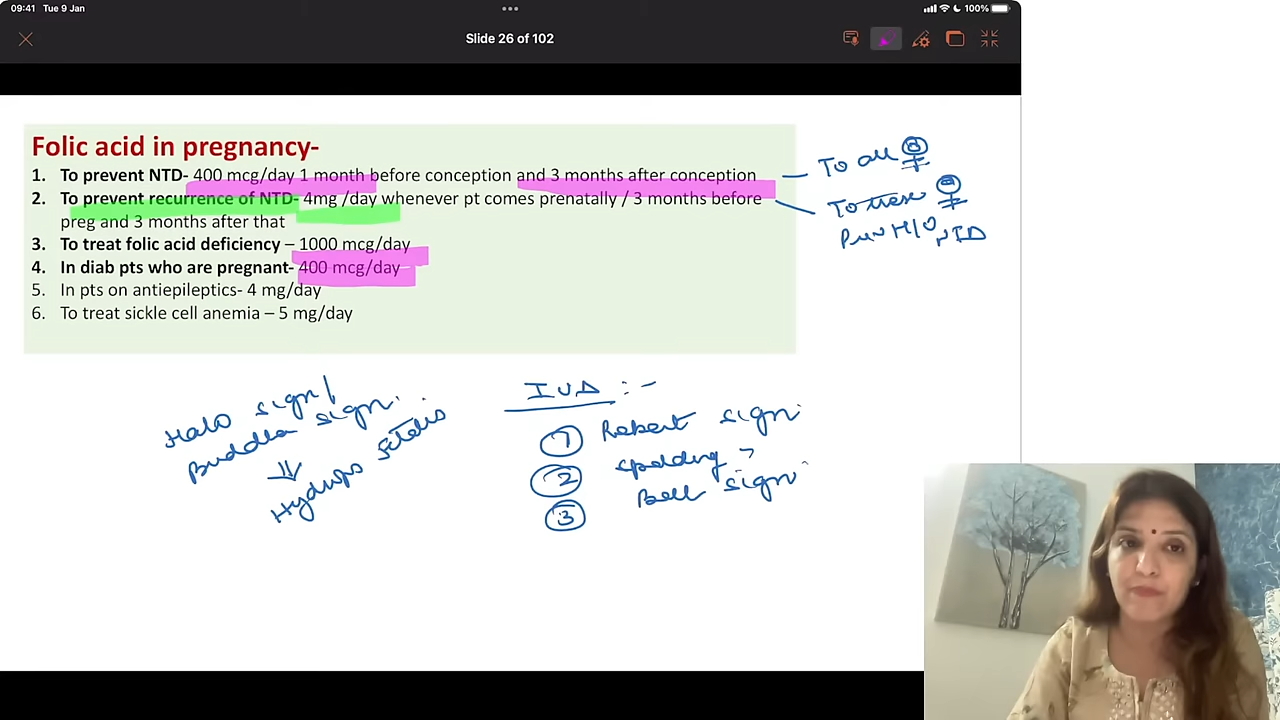 09:41 Tue 9 Jan
100%
Slide 26 of 102
Folic acid in pregnancy-
1. To prevent NTD- 400 mcg/day 1 month before conception and 3 months after conception
2. To prevent recurrence of NTD- 4mg /day whenever pt comes prenatally / 3 months before
preg and 3 months after that
3. To treat folic acid deficiency – 1000 mcg/day
4. In diab pts who are pregnant- 400 mcg/day
5. In pts on antiepileptics- 4 mg/day
6. To treat sickle cell anemia – 5 mg/day
To all
To these
Prev H/O NTD
Halo sign/
Buddha sign.
⇓
Hydrops fetalis
IUD :-
1 Robert sign
2 Spalding "
3 Ball sign